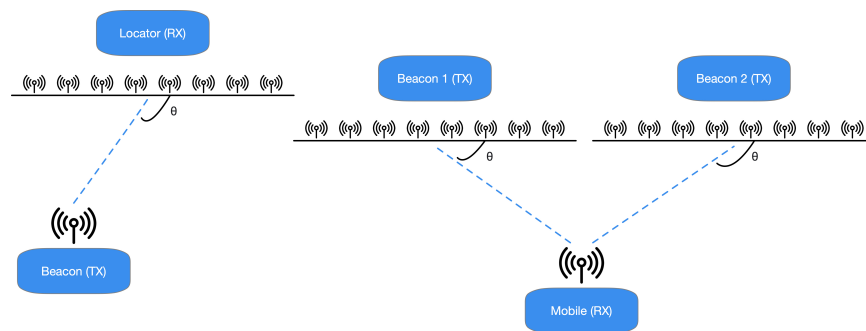 Locator (RX)
θ
Beacon (TX)
Beacon 1 (TX)
θ
Beacon 2 (TX)
θ
Mobile (RX)